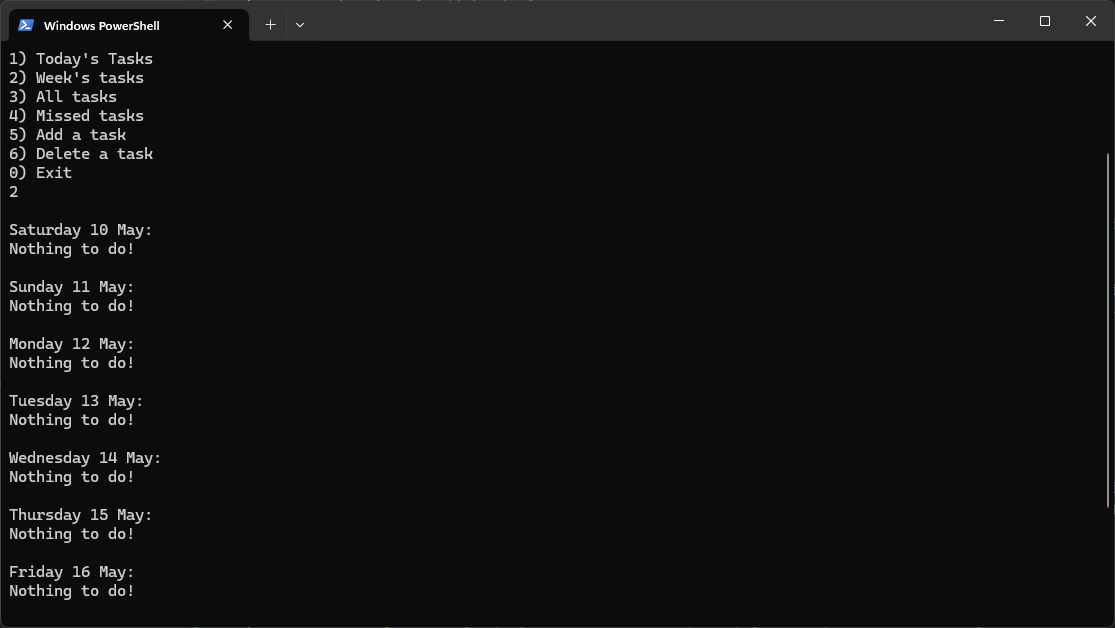 Windows PowerShell
1) Today's Tasks
2) Week's tasks
3) All tasks
4) Missed tasks
5) Add a task
6) Delete a task
0) Exit
2
Saturday 10 May:
Nothing to do!
Sunday 11 May:
Nothing to do!
Monday 12 May:
Nothing to do!
Tuesday 13 May:
Nothing to do!
Wednesday 14 May:
Nothing to do!
Thursday 15 May:
Nothing to do!
Friday 16 May:
Nothing to do!